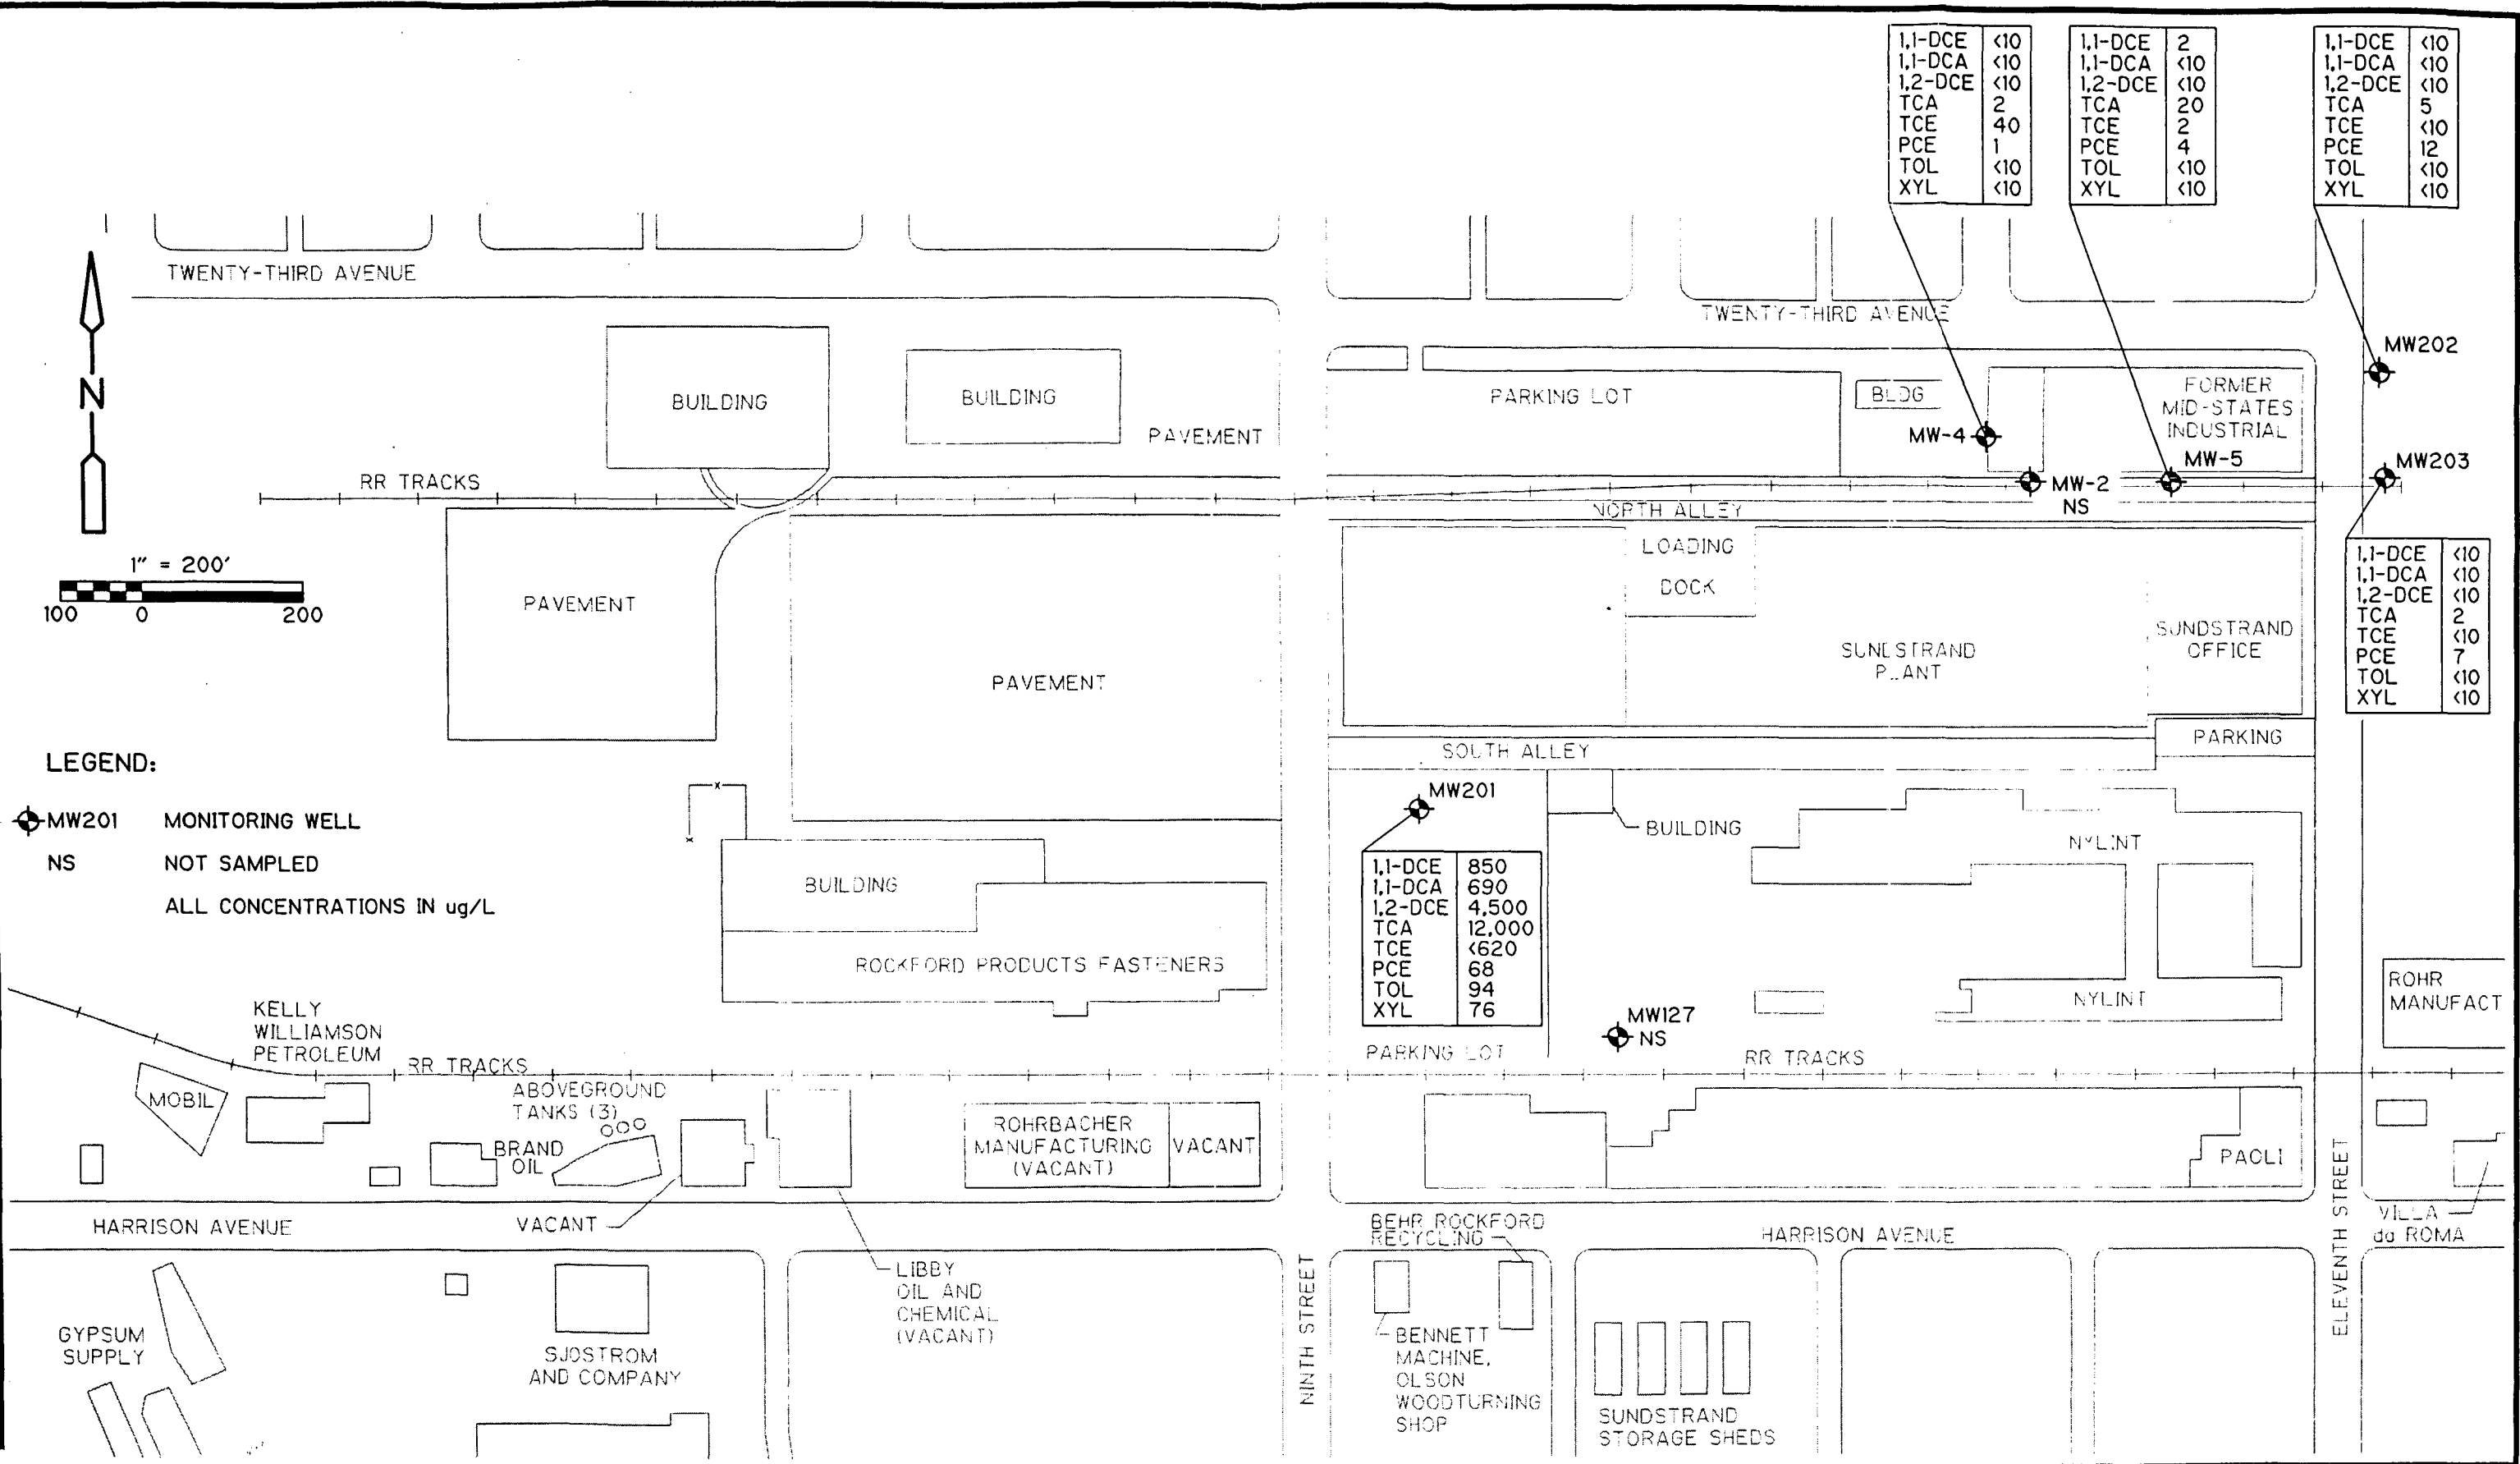 1,1-DCE <10
1,1-DCA <10
1,2-DCE <10
TCA 2
TCE 40
PCE 1
TOL <10
XYL <10
1,1-DCE 2
1,1-DCA <10
1,2-DCE <10
TCA 20
TCE 2
PCE 4
TOL <10
XYL <10
1,1-DCE <10
1,1-DCA <10
1,2-DCE <10
TCA 5
TCE <10
PCE 12
TOL <10
XYL <10
TWENTY-THIRD AVENUE
TWENTY-THIRD AVENUE
N
BUILDING
BUILDING
PAVEMENT
PARKING LOT
BLDG
FORMER
MID-STATES
INDUSTRIAL
MW202
MW-4
MW-5
MW203
MW-2
NS
RR TRACKS
NORTH ALLEY
1" = 200'
100 0 200
PAVEMENT
PAVEMENT
LOADING
DOCK
SUNDSTRAND
PLANT
SUNDSTRAND
OFFICE
1,1-DCE <10
1,1-DCA <10
1,2-DCE <10
TCA 2
TCE <10
PCE 7
TOL <10
XYL <10
PARKING
SOUTH ALLEY
LEGEND:
MW201 MONITORING WELL
NS NOT SAMPLED
ALL CONCENTRATIONS IN ug/L
MW201
BUILDING
NYLINT
1,1-DCE 850
1,1-DCA 690
1,2-DCE 4,500
TCA 12,000
TCE <620
PCE 68
TOL 94
XYL 76
BUILDING
ROCKFORD PRODUCTS FASTENERS
MW127
NS
NYLINT
ROHR
MANUFACT
KELLY
WILLIAMSON
PETROLEUM
RR TRACKS
PARKING LOT
RR TRACKS
MOBIL
ABOVEGROUND
TANKS (3)
BRAND
OIL
ROHRBACHER
MANUFACTURING
(VACANT)
VACANT
PAOLI
HARRISON AVENUE
VACANT
LIBBY
OIL AND
CHEMICAL
(VACANT)
BEHR ROCKFORD
RECYCLING
HARRISON AVENUE
VILLA
da ROMA
NINTH STREET
ELEVENTH STREET
GYPSUM
SUPPLY
SJOSTROM
AND COMPANY
BENNETT
MACHINE,
OLSON
WOODTURNING
SHOP
SUNDSTRAND
STORAGE SHEDS